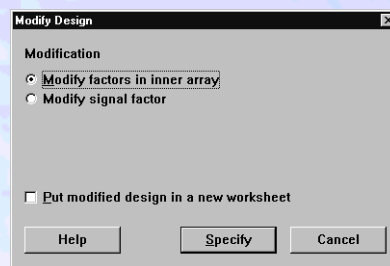 Modify Design
Modification
Modify factors in inner array
Modify signal factor
Put modified design in a new worksheet
Help Specify Cancel